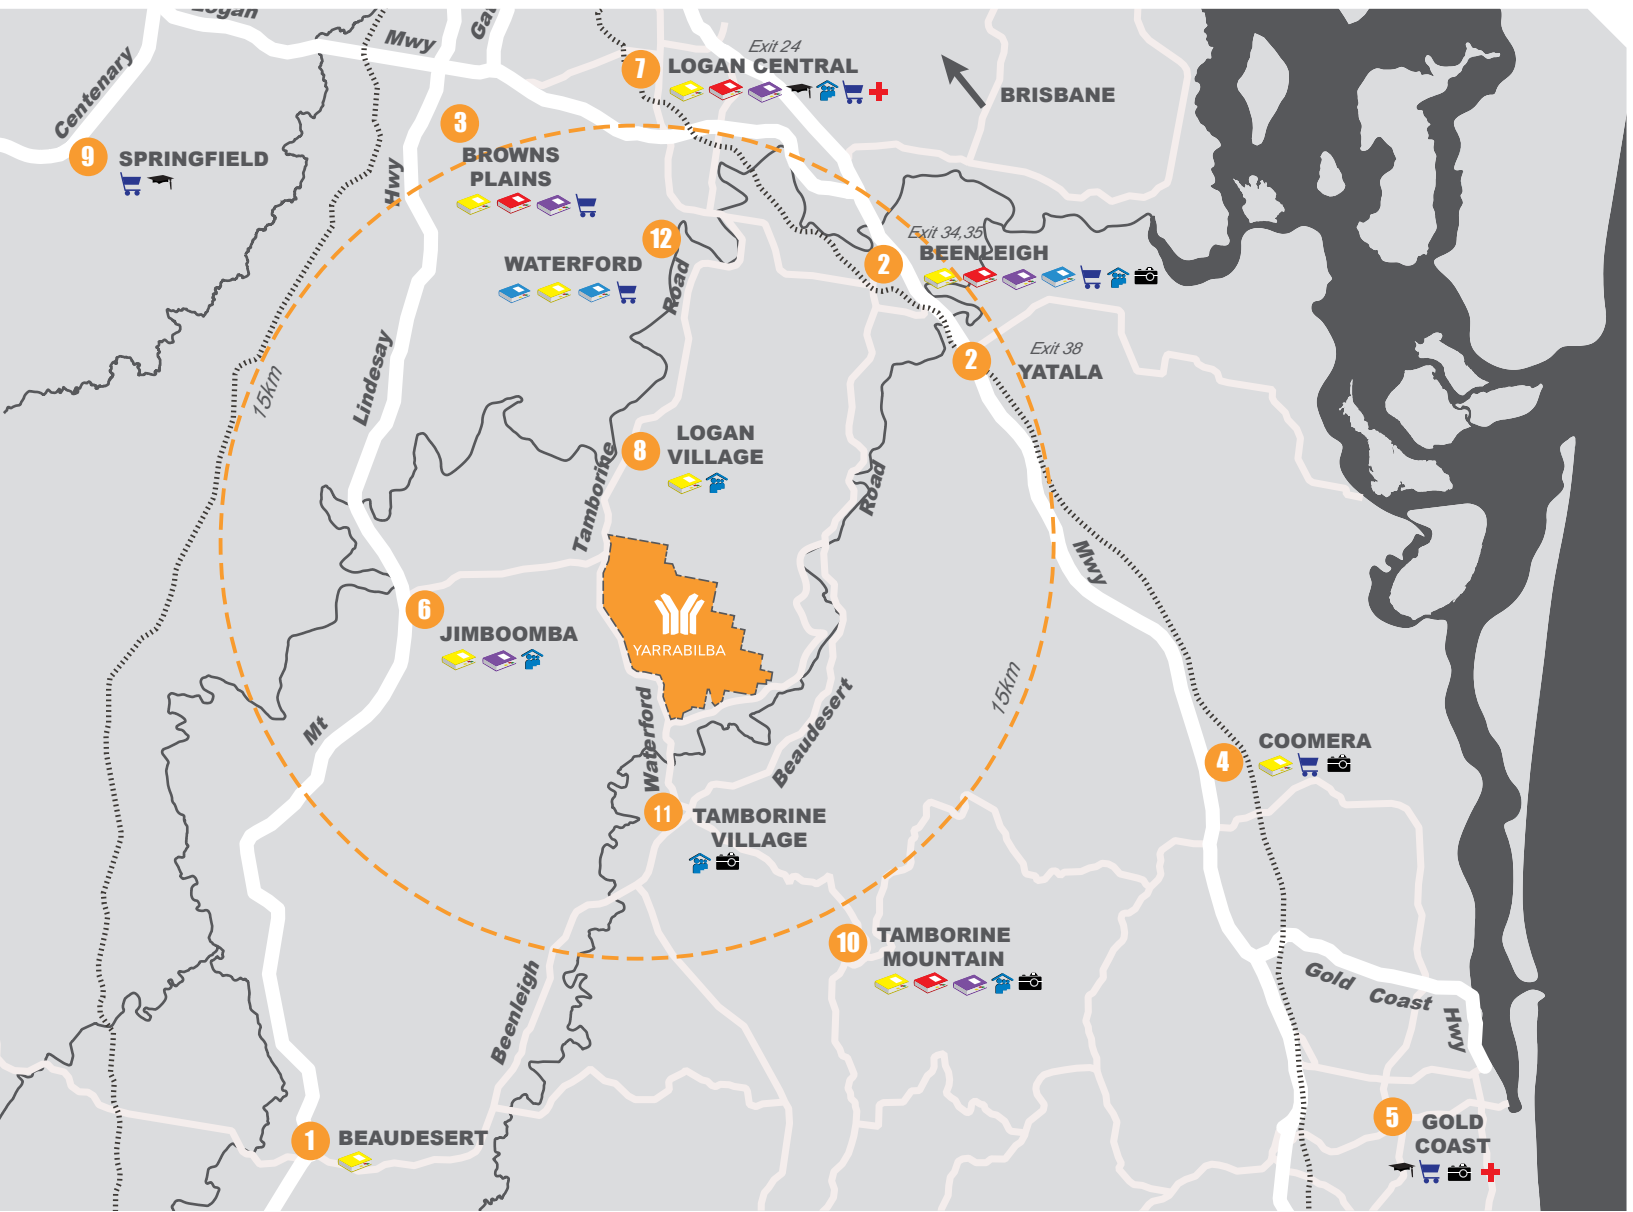 Logan
Mwy
Centenary
Exit 24
7
LOGAN CENTRAL
BRISBANE
3
9
SPRINGFIELD
BROWNS
PLAINS
Hwy
12
WATERFORD
Road
Exit 34,35
2
BEENLEIGH
2
Exit 38
YATALA
15km
Lindesay
8
LOGAN
VILLAGE
Tamborine
Road
Mwy
6
JIMBOOMBA
YARRABILBA
Mt
Waterford
Beaudesert
15km
4
COOMERA
11
TAMBORINE
VILLAGE
10
TAMBORINE
MOUNTAIN
Beenleigh
Gold Coast
Hwy
1
BEAUDESERT
5
GOLD
COAST